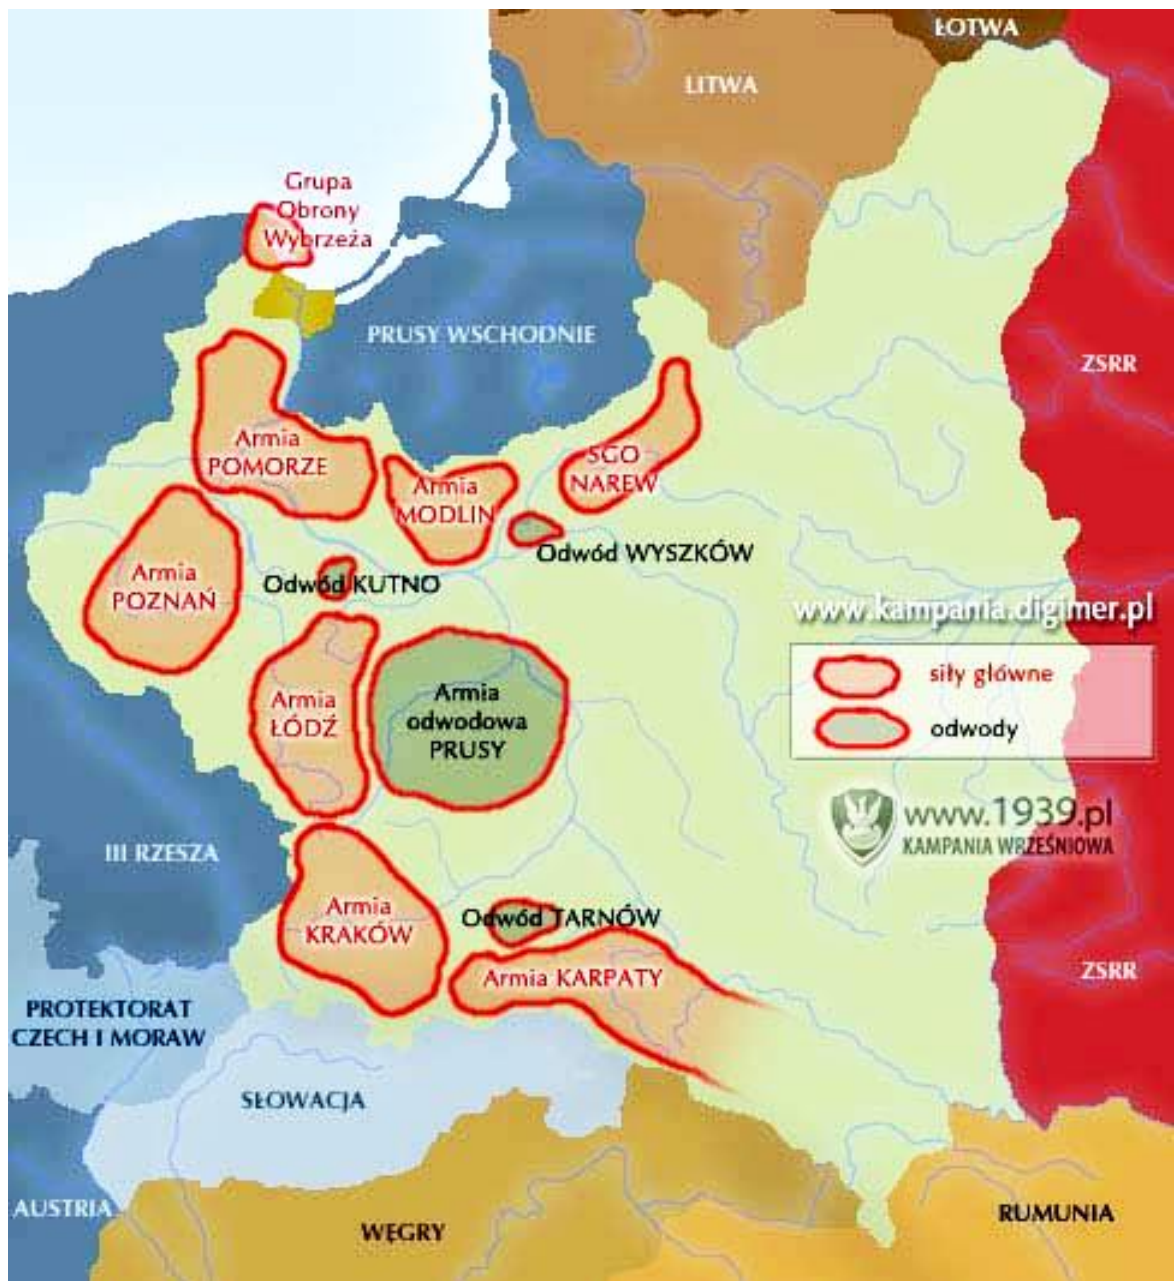 ŁOTWA
LITWA
Grupa
Obrony
Wybrzeża
PRUSY WSCHODNIE
ZSRR
Armia
POMORZE
SGO
NAREW
Armia
MODLIN
Odwód WYSZKÓW
Armia
POZNAŃ
Odwód KUTNO
www.kampania.digimer.pl
siły główne
odwody
Armia
ŁÓDŹ
Armia
odwodowa
PRUSY
www.1939.pl
KAMPANIA WRZEŚNIOWA
III RZESZA
Armia
KRAKÓW
Odwód TARNÓW
Armia KARPATY
ZSRR
PROTEKTORAT
CZECH I MORAW
SŁOWACJA
AUSTRIA
WĘGRY
RUMUNIA